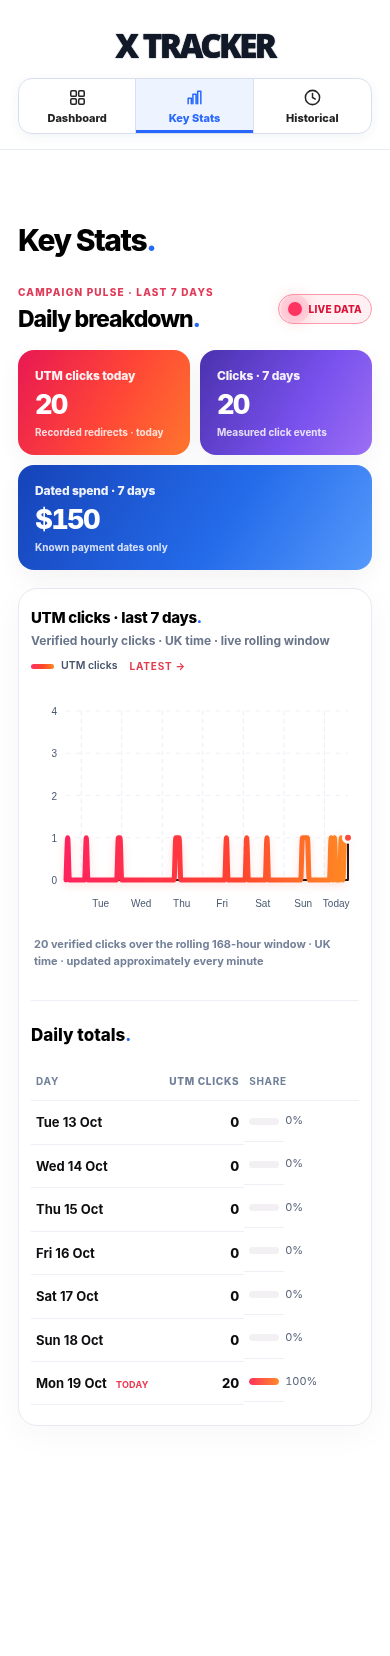 X TRACKER
Dashboard
Key Stats
Historical
Key Stats.
CAMPAIGN PULSE · LAST 7 DAYS
Daily breakdown.
LIVE DATA
UTM clicks today
20
Recorded redirects · today
Clicks · 7 days
20
Measured click events
Dated spend · 7 days
$150
Known payment dates only
UTM clicks · last 7 days.
Verified hourly clicks · UK time · live rolling window
UTM clicks
LATEST →
4
3
2
1
0
Tue Wed Thu Fri Sat Sun Today
20 verified clicks over the rolling 168-hour window · UK
time · updated approximately every minute
Daily totals.
DAY UTM CLICKS SHARE
Tue 13 Oct 0 0%
Wed 14 Oct 0 0%
Thu 15 Oct 0 0%
Fri 16 Oct 0 0%
Sat 17 Oct 0 0%
Sun 18 Oct 0 0%
Mon 19 Oct TODAY 20 100%